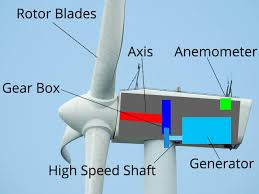 Rotor Blades
Axis
Anemometer
Gear Box
High Speed Shaft
Generator